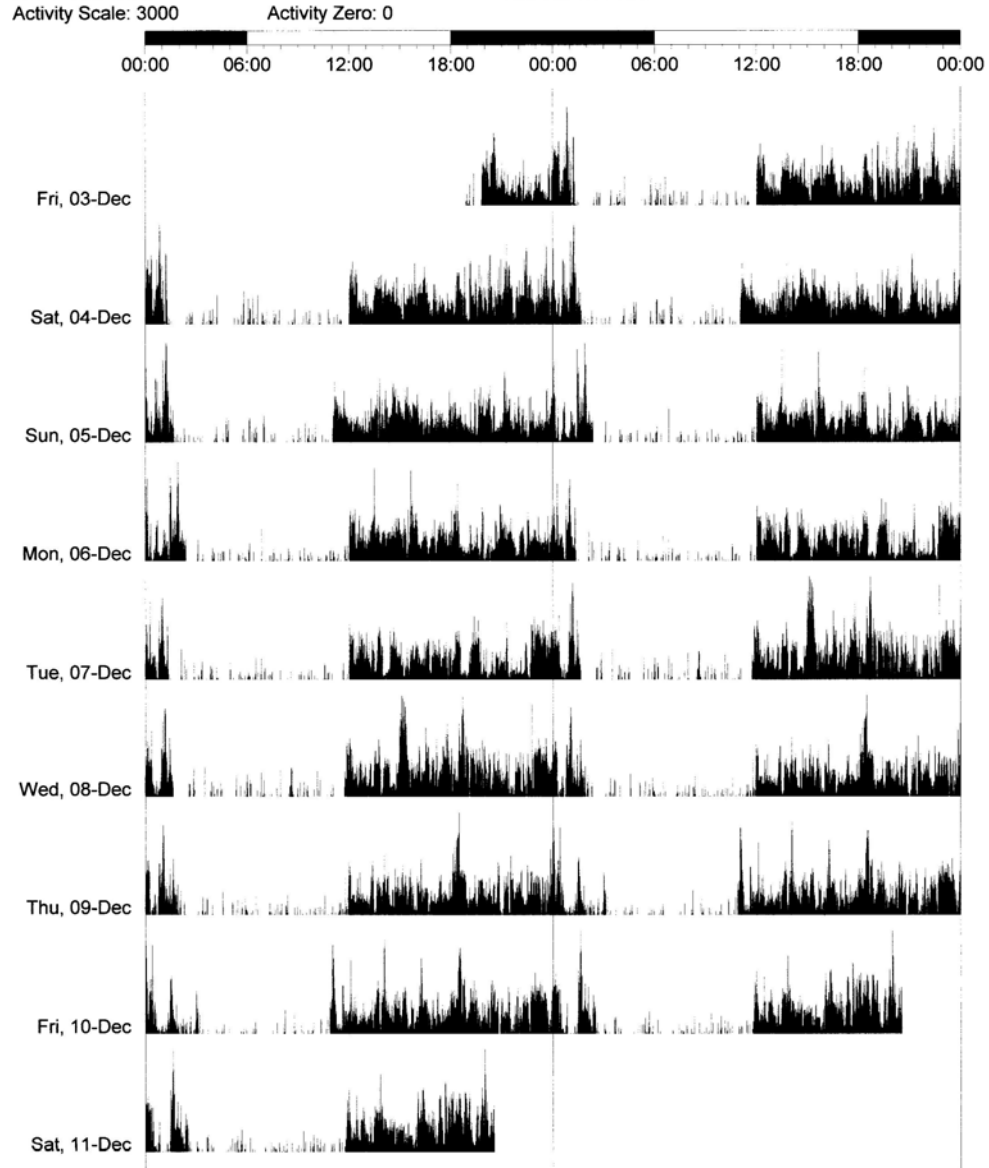 Activity Scale: 3000 Activity Zero: 0
00:00 06:00 12:00 18:00 00:00 06:00 12:00 18:00 00:00
Fri, 03-Dec
Sat, 04-Dec
Sun, 05-Dec
Mon, 06-Dec
Tue, 07-Dec
Wed, 08-Dec
Thu, 09-Dec
Fri, 10-Dec
Sat, 11-Dec